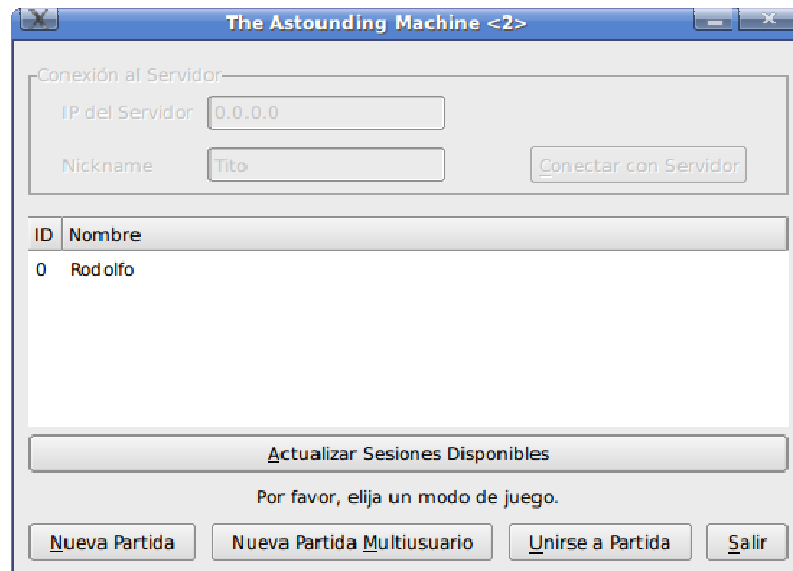 The Astounding Machine <2>
Conexión al Servidor
IP del Servidor 0.0.0.0
Nickname Tito Conectar con Servidor
ID Nombre
0 Rodolfo
Actualizar Sesiones Disponibles
Por favor, elija un modo de juego.
Nueva Partida Nueva Partida Multiusuario Unirse a Partida Salir